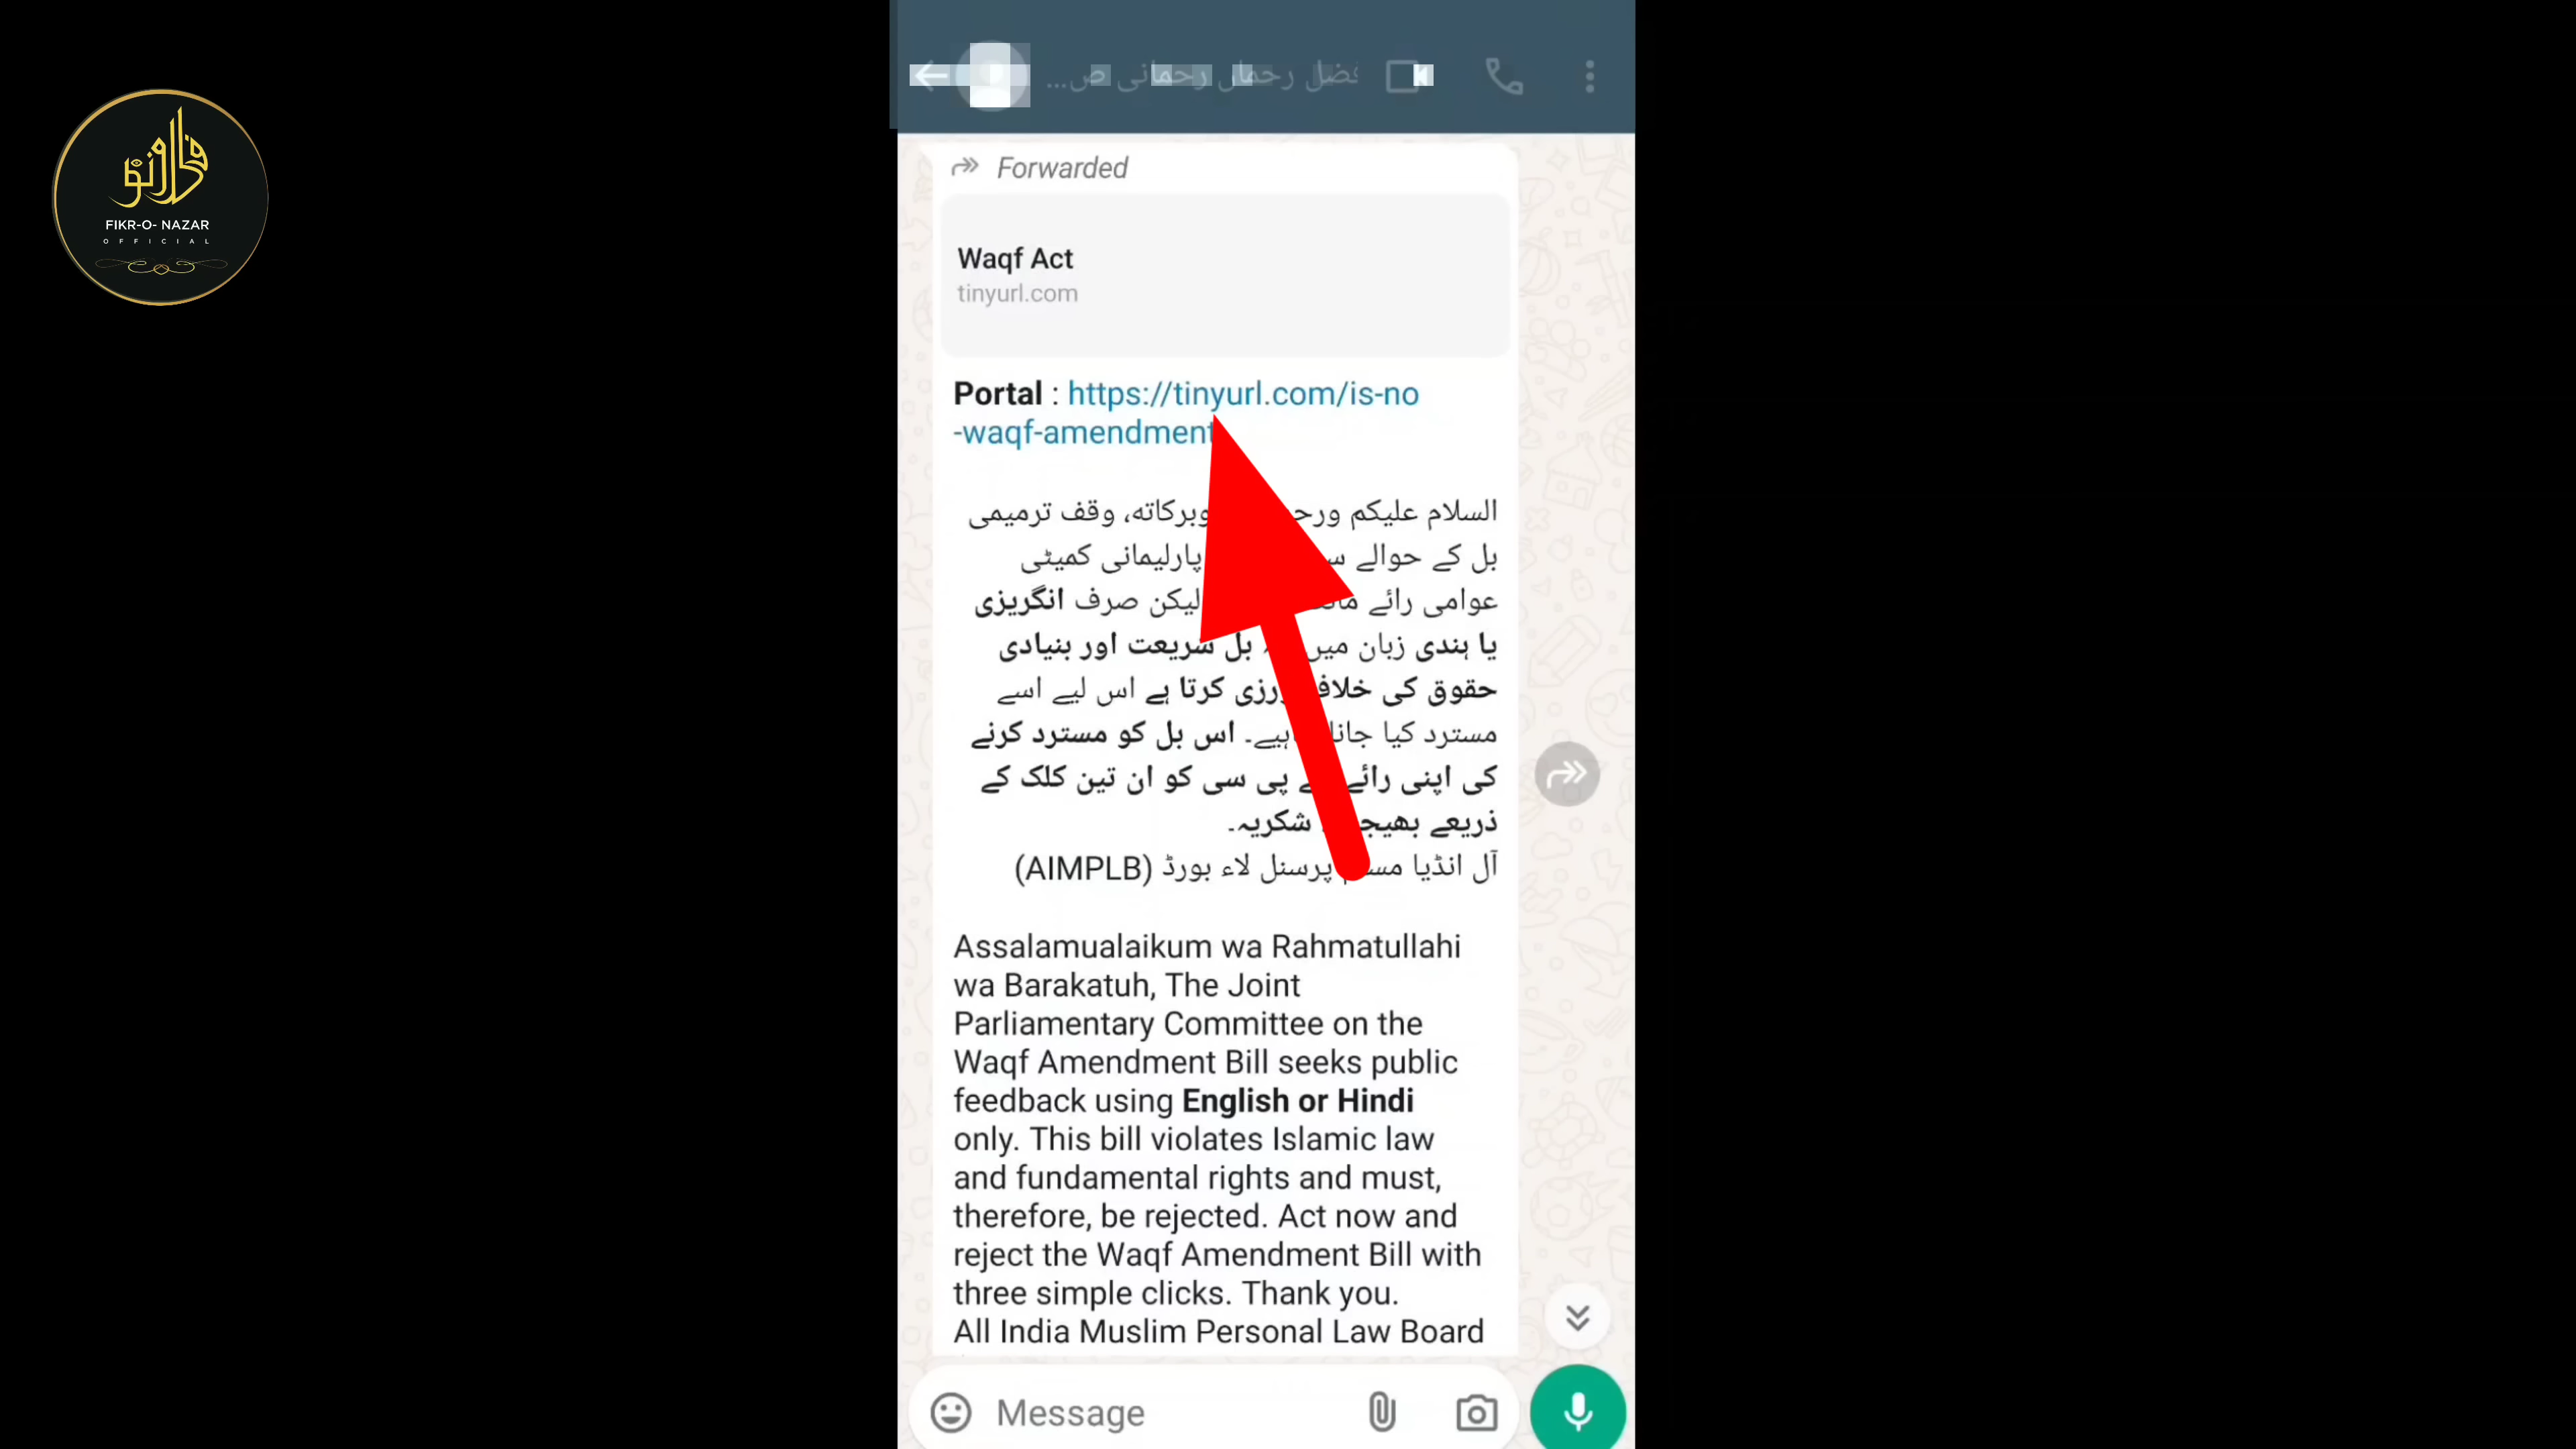 فکر و نظر
FIKR-O- NAZAR
OFFICIAL
فضل رحماں رحمانی ص...
Forwarded
Waqf Act
tinyurl.com
Portal : https://tinyurl.com/is-no
-waqf-amendment
السلام علیکم وبرکاته، وقف ترمیمی
بل کے حوالے پارلیمانی کمیٹی
عوامی رائے لیکن صرف انگریزی
یا ہندی زبان میں بل شریعت اور بنیادی
حقوق کی خلاف ورزی کرتا ہے اس لیے اسے
مسترد کیا جانا چاہیے۔ اس بل کو مسترد کرنے
کی اپنی رائے پی سی کو ان تین کلک کے
ذریعے شکریہ۔
آل انڈیا مسلم پرسنل لاء بورڈ (AIMPLB)
Assalamualaikum wa Rahmatullahi
wa Barakatuh, The Joint
Parliamentary Committee on the
Waqf Amendment Bill seeks public
feedback using English or Hindi
only. This bill violates Islamic law
and fundamental rights and must,
therefore, be rejected. Act now and
reject the Waqf Amendment Bill with
three simple clicks. Thank you.
All India Muslim Personal Law Board
Message